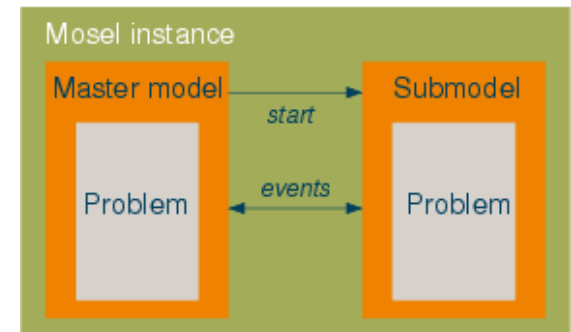 Mosel instance
Master model
start
Submodel
Problem
events
Problem